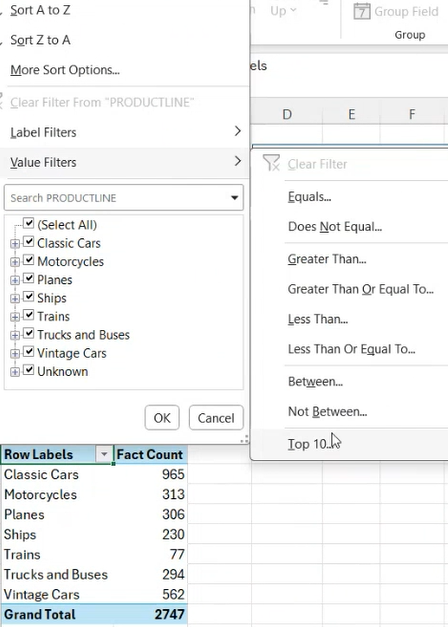 Sort A to Z
Sort Z to A
More Sort Options...
Clear Filter From "PRODUCTLINE"
Label Filters
Value Filters
Search PRODUCTLINE
(Select All)
Classic Cars
Motorcycles
Planes
Ships
Trains
Trucks and Buses
Vintage Cars
Unknown
OK Cancel
Up
7 Group Field
Group
els
D E F
Clear Filter
Equals...
Does Not Equal...
Greater Than...
Greater Than Or Equal To...
Less Than...
Less Than Or Equal To...
Between...
Not Between...
Top 10...
Row Labels Fact Count
Classic Cars 965
Motorcycles 313
Planes 306
Ships 230
Trains 77
Trucks and Buses 294
Vintage Cars 562
Grand Total 2747